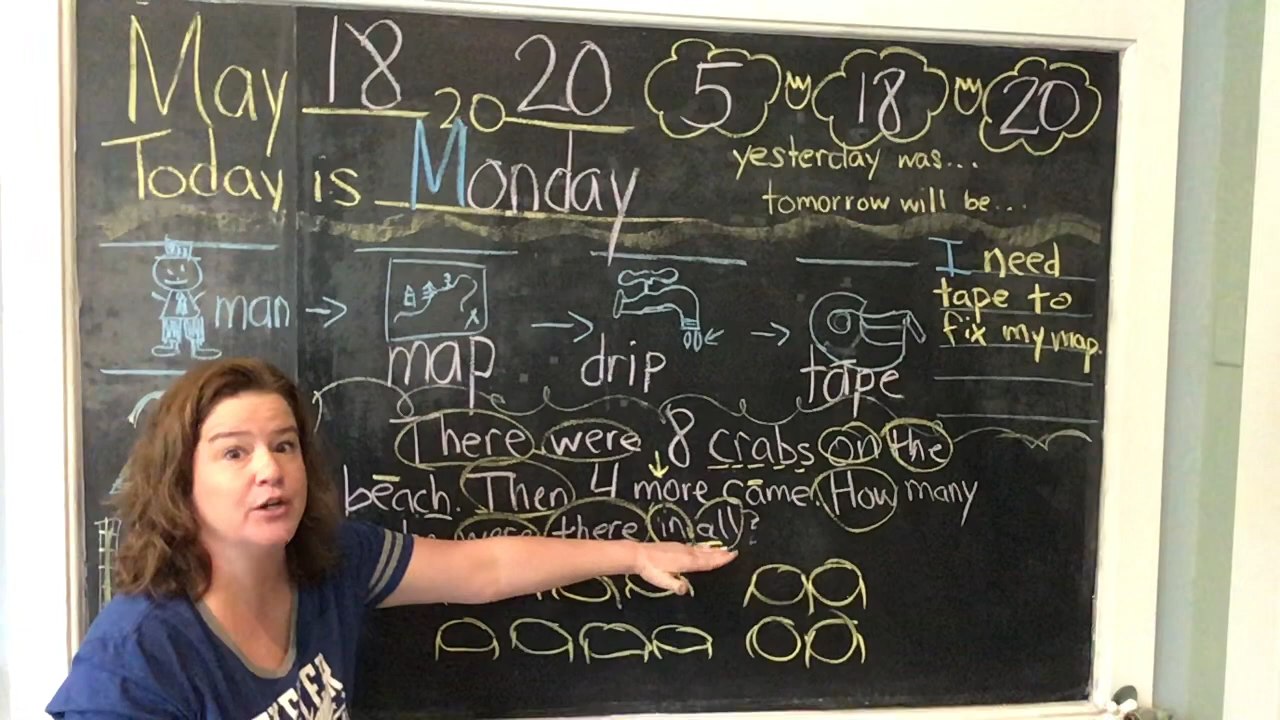 May 18 2020
5 18 20
Today is Monday
yesterday was...
tomorrow will be...
man → map → drip → tape
I need
tape to
fix my map.
There were 8 crabs on the
beach. Then 4 more came. How many
were there in all?